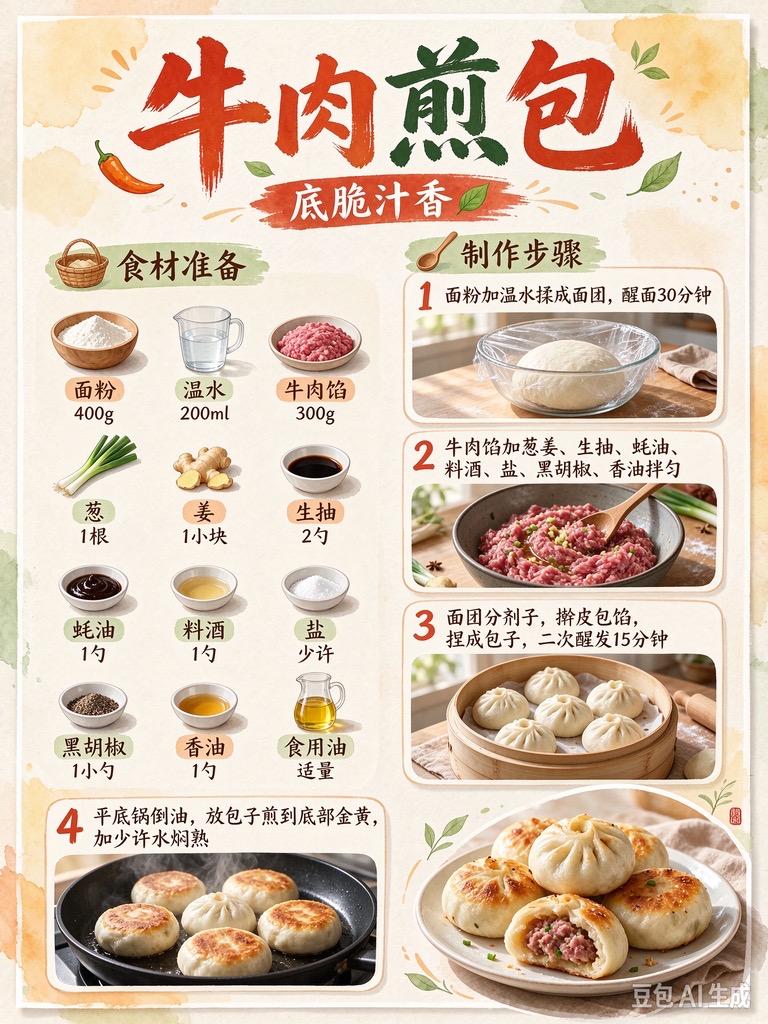 牛肉煎包
底脆汁香
食材准备
面粉
400g
温水
200ml
牛肉馅
300g
葱
1根
姜
1小块
生抽
2勺
蚝油
1勺
料酒
1勺
盐
少许
黑胡椒
1小勺
香油
1勺
食用油
适量
制作步骤
1 面粉加温水揉成面团，醒面30分钟
2 牛肉馅加葱姜、生抽、蚝油、
料酒、盐、黑胡椒、香油拌匀
3 面团分剂子，擀皮包馅，
捏成包子，二次醒发15分钟
4 平底锅倒油，放包子煎到底部金黄，
加少许水焖熟
豆包AI生成